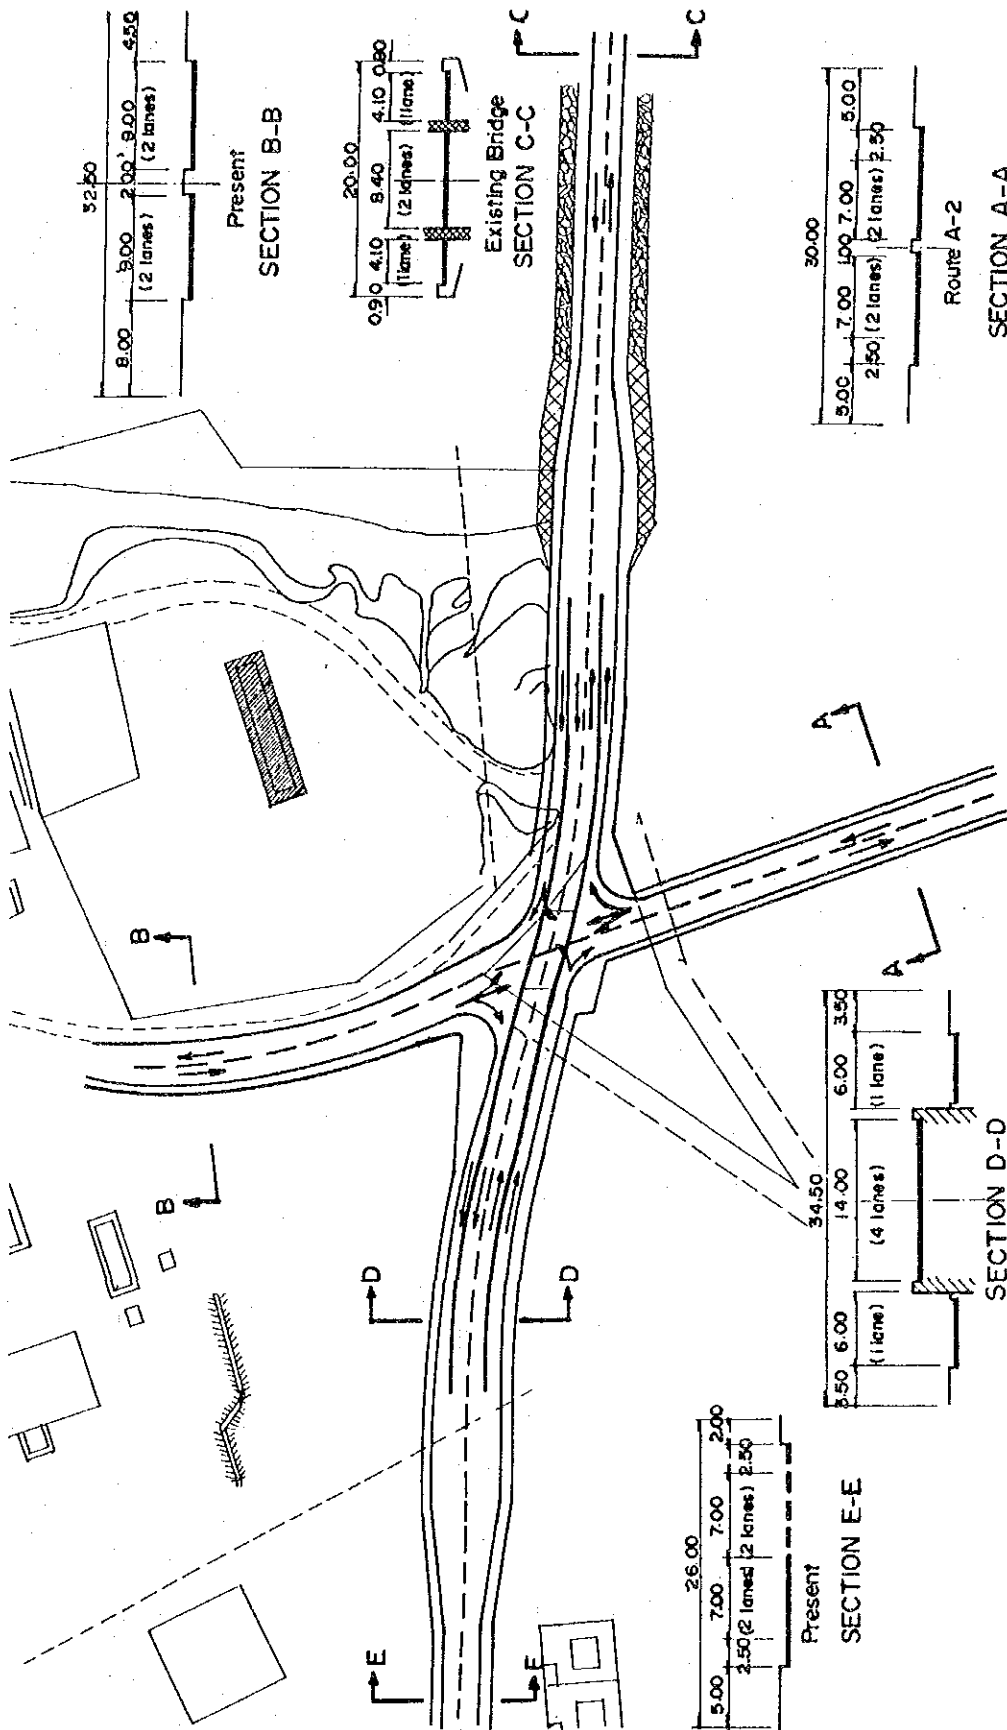 32.50
8.00 9.00 2.00 9.00 4.50
(2 lanes) (2 lanes)
Present
SECTION B-B
20.00
0.90 4.10 8.40 4.10 0.80
(1 lane) (2 lanes) (1 lane)
Existing Bridge
SECTION C-C
C
C
B
B
D
D
E
E
A
A
26.00
5.00 7.00 7.00 2.00
2.50 (2 lanes) (2 lanes) 2.50
Present
SECTION E-E
34.50
3.50 6.00 14.00 6.00 3.50
(1 lane) (4 lanes) (1 lane)
SECTION D-D
30.00
5.00 7.00 1.00 7.00 5.00
2.50 (2 lanes) (2 lanes) 2.50
Route A-2
SECTION A-A